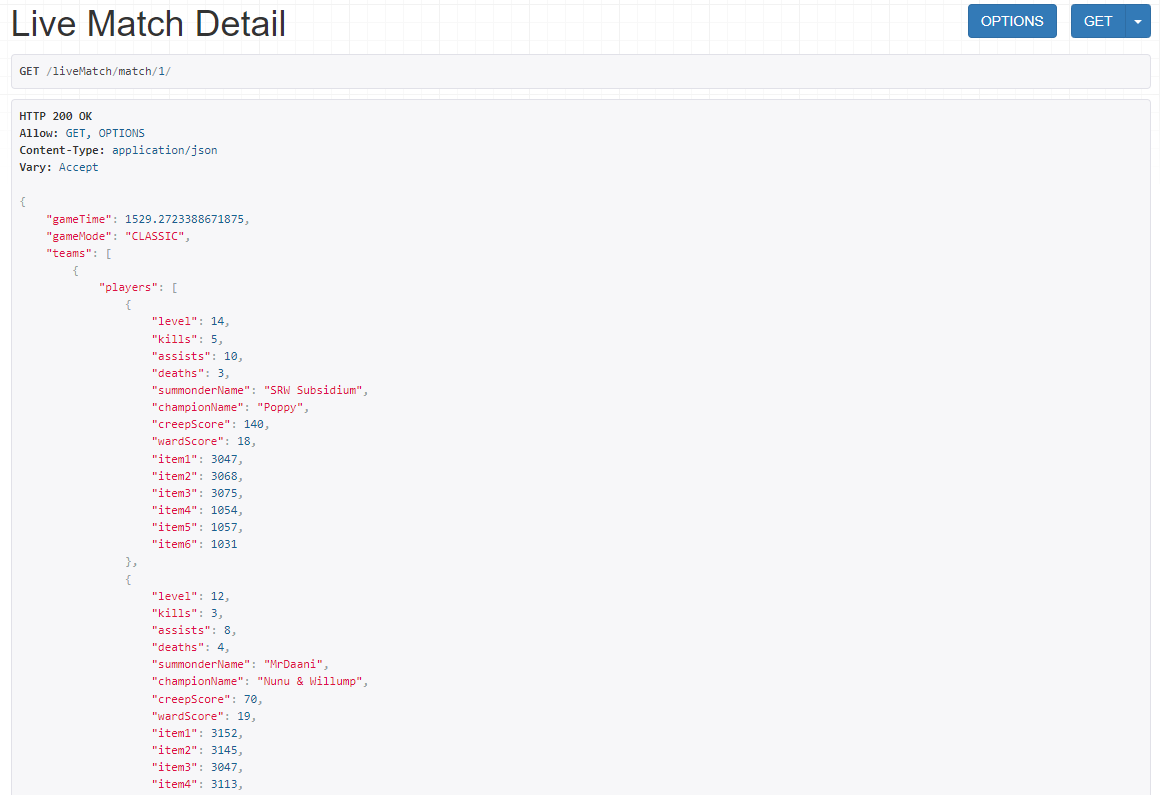 Live Match Detail
OPTIONS GET
GET /liveMatch/match/1/
HTTP 200 OK
Allow: GET, OPTIONS
Content-Type: application/json
Vary: Accept
{
"gameTime": 1529.2723388671875,
"gameMode": "CLASSIC",
"teams": [
{
"players": [
{
"level": 14,
"kills": 5,
"assists": 10,
"deaths": 3,
"summonderName": "SRW Subsidium",
"championName": "Poppy",
"creepScore": 140,
"wardScore": 18,
"item1": 3047,
"item2": 3068,
"item3": 3075,
"item4": 1054,
"item5": 1057,
"item6": 1031
},
{
"level": 12,
"kills": 3,
"assists": 8,
"deaths": 4,
"summonderName": "MrDaani",
"championName": "Nunu & Willump",
"creepScore": 70,
"wardScore": 19,
"item1": 3152,
"item2": 3145,
"item3": 3047,
"item4": 3113,